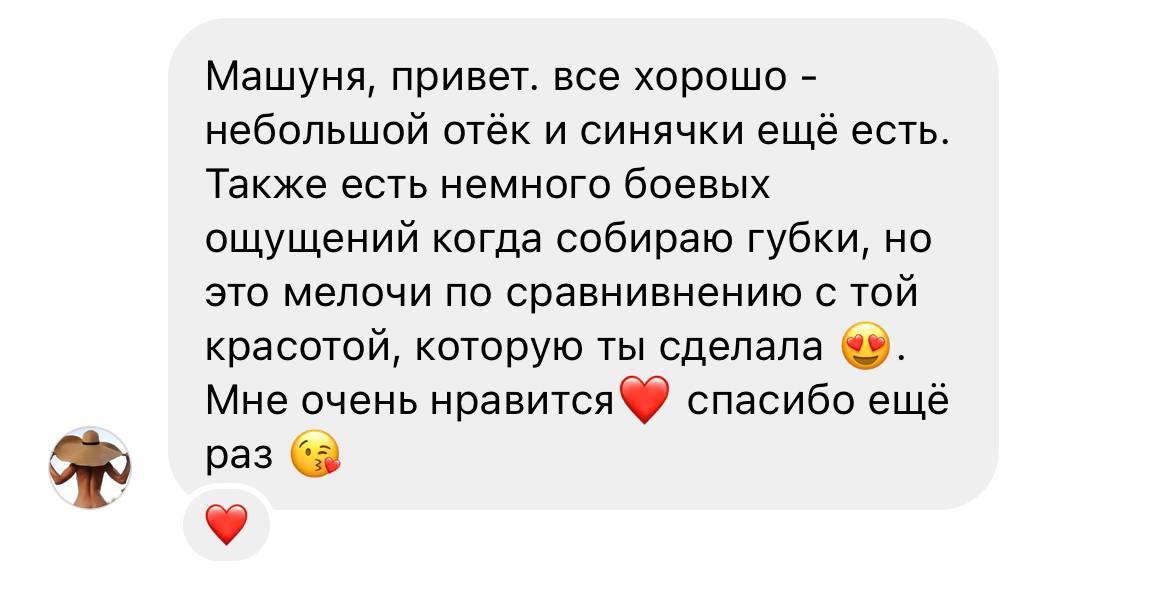 Машуня, привет. все хорошо -
небольшой отёк и синячки ещё есть.
Также есть немного боевых
ощущений когда собираю губки, но
это мелочи по сравнивнению с той
красотой, которую ты сделала 😍.
Мне очень нравится❤️ спасибо ещё
раз 😘
❤️